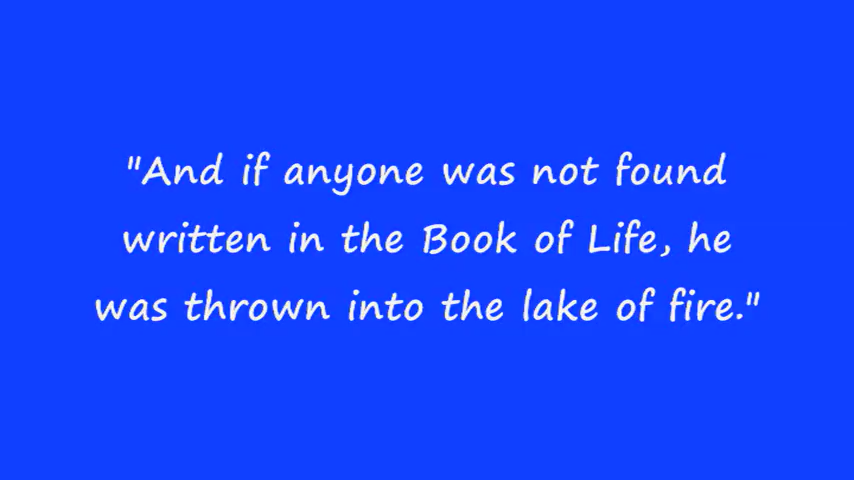 "And if anyone was not found
written in the Book of Life, he
was thrown into the lake of fire."